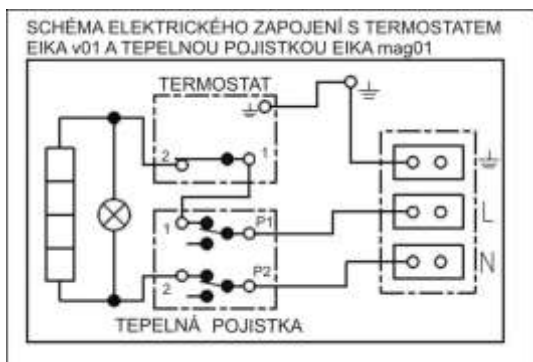 SCHÉMA ELEKTRICKÉHO ZAPOJENÍ S TERMOSTATEM
EIKA v01 A TEPELNOU POJISTKOU EIKA mag01
TERMOSTAT
2 1
1 P1
L
2 P2
N
TEPELNÁ POJISTKA